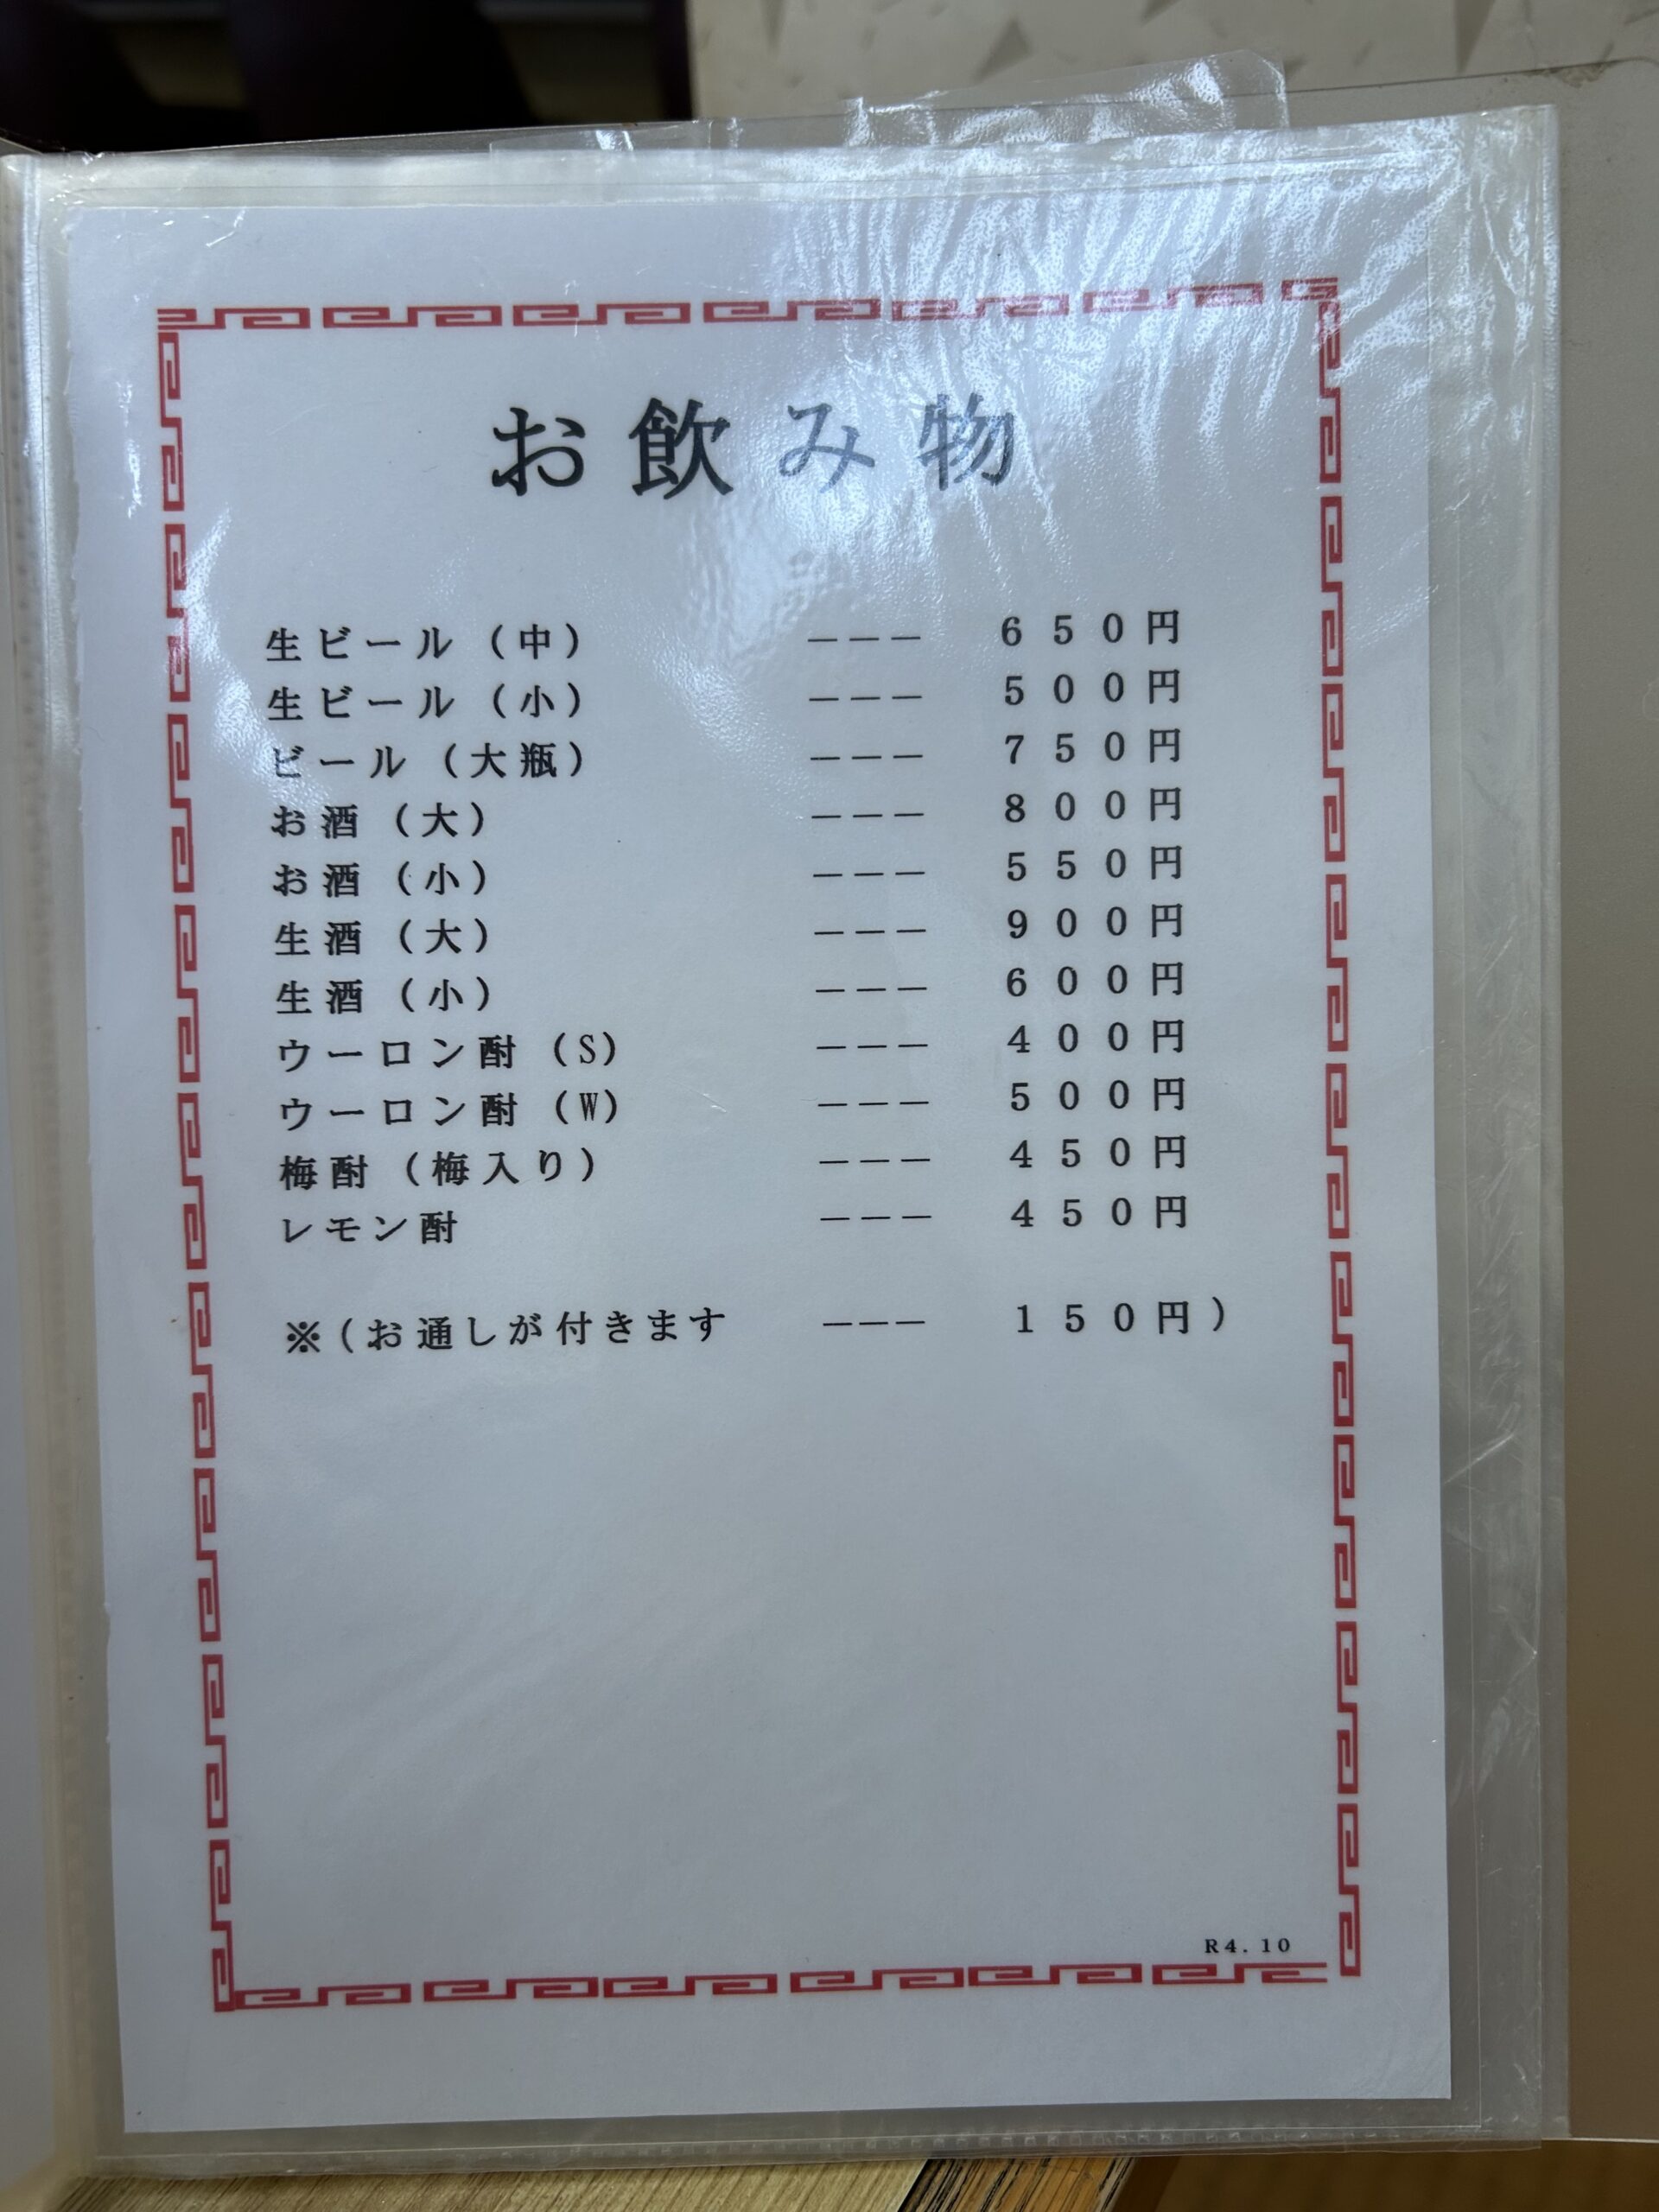 お飲み物
生ビール（中） ――― ６５０円
生ビール（小） ――― ５００円
ビール（大瓶） ――― ７５０円
お酒（大） ――― ８００円
お酒（小） ――― ５５０円
生酒（大） ――― ９００円
生酒（小） ――― ６００円
ウーロン酎（S） ――― ４００円
ウーロン酎（W） ――― ５００円
梅酎（梅入り） ――― ４５０円
レモン酎 ――― ４５０円
※（お通しが付きます ――― １５０円）
R4.10